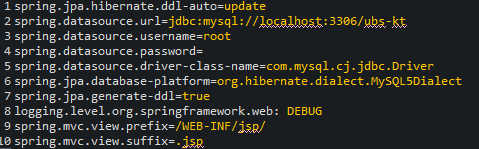 1 spring.jpa.hibernate.ddl-auto=update
2 spring.datasource.url=jdbc:mysql://localhost:3306/ubs-kt
3 spring.datasource.username=root
4 spring.datasource.password=
5 spring.datasource.driver-class-name=com.mysql.cj.jdbc.Driver
6 spring.jpa.database-platform=org.hibernate.dialect.MySQL5Dialect
7 spring.jpa.generate-ddl=true
8 logging.level.org.springframework.web: DEBUG
9 spring.mvc.view.prefix=/WEB-INF/jsp/
10 spring.mvc.view.suffix=.jsp